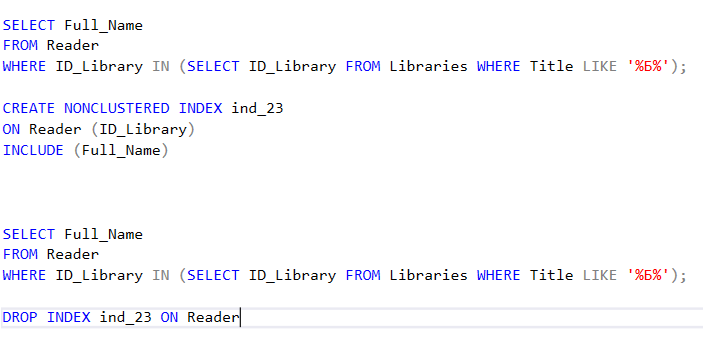 SELECT Full_Name
FROM Reader
WHERE ID_Library IN (SELECT ID_Library FROM Libraries WHERE Title LIKE '%Б%');
CREATE NONCLUSTERED INDEX ind_23
ON Reader (ID_Library)
INCLUDE (Full_Name)
SELECT Full_Name
FROM Reader
WHERE ID_Library IN (SELECT ID_Library FROM Libraries WHERE Title LIKE '%Б%');
DROP INDEX ind_23 ON Reader